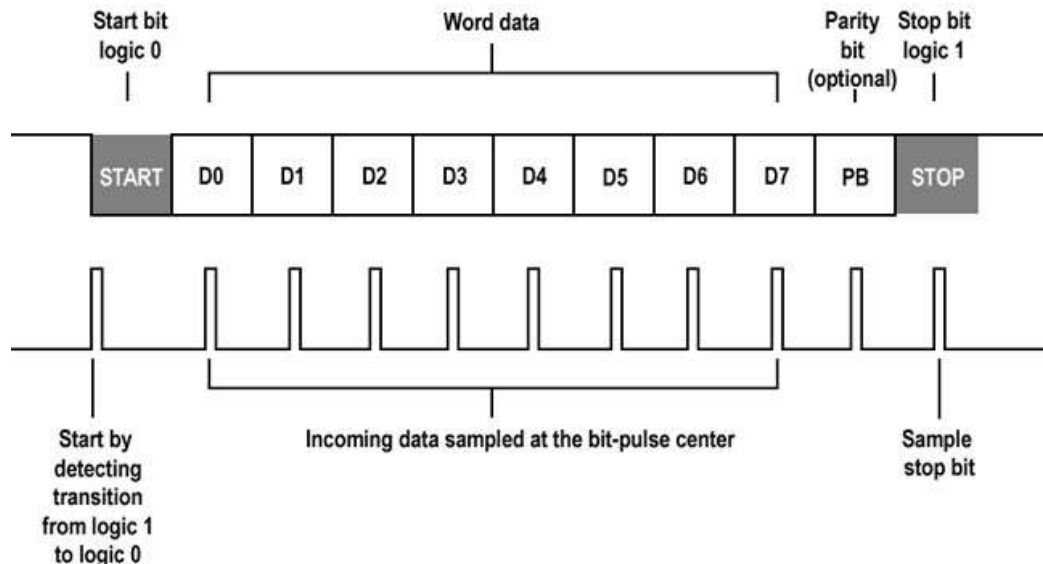 Start bit
logic 0
Word data
Parity
bit
(optional)
Stop bit
logic 1
START
D0
D1
D2
D3
D4
D5
D6
D7
PB
STOP
Start by
detecting
transition
from logic 1
to logic 0
Incoming data sampled at the bit-pulse center
Sample
stop bit